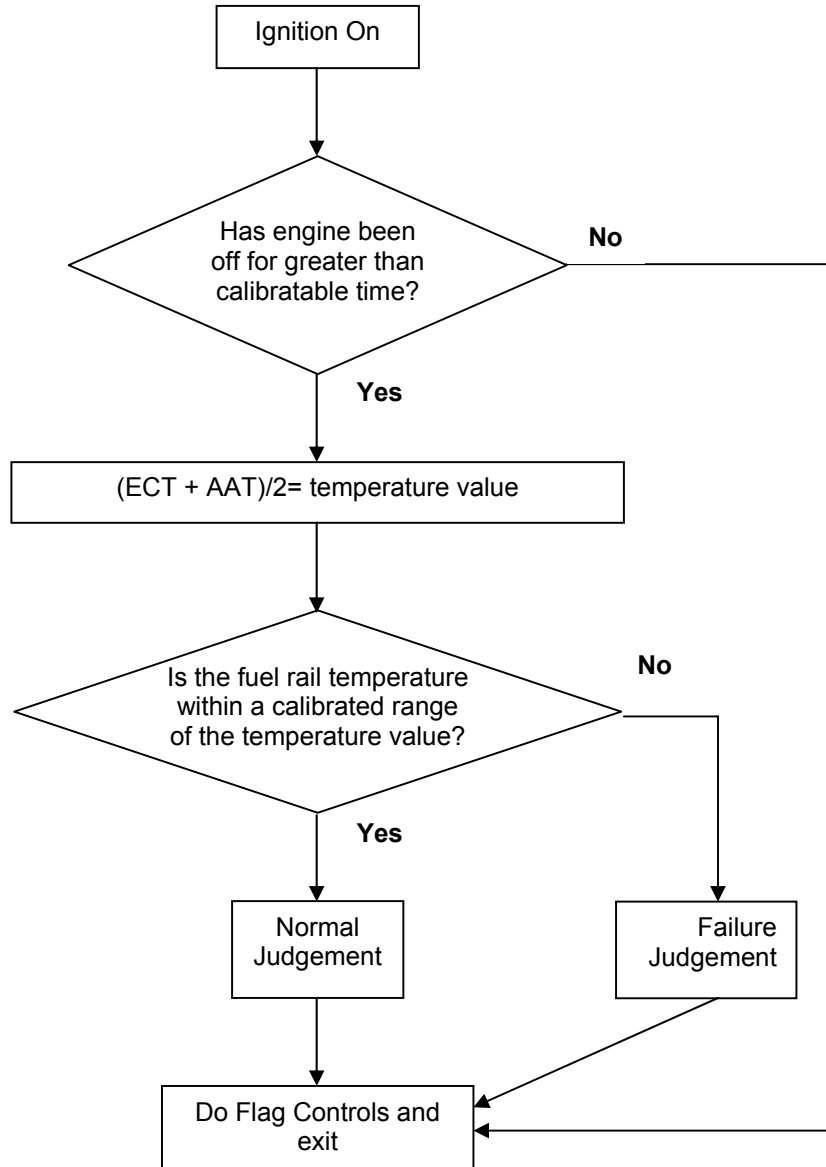 Ignition On
Has engine been
off for greater than
calibratable time?
No
Yes
(ECT + AAT)/2= temperature value
Is the fuel rail temperature
within a calibrated range
of the temperature value?
No
Yes
Normal
Judgement
Failure
Judgement
Do Flag Controls and
exit